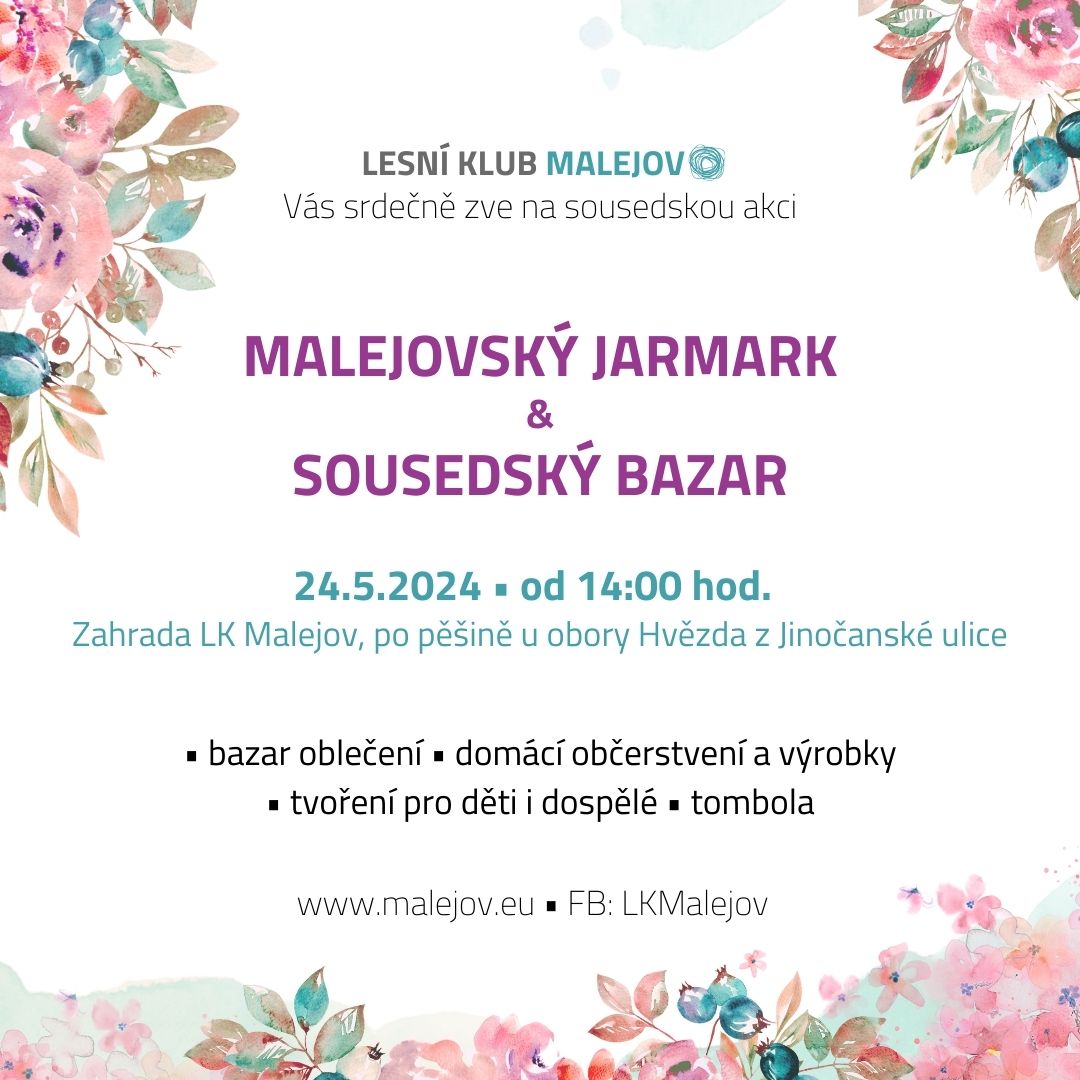 LESNÍ KLUB MALEJOV
Vás srdečně zve na sousedskou akci
MALEJOVSKÝ JARMARK
&
SOUSEDSKÝ BAZAR
24.5.2024 ▪ od 14:00 hod.
Zahrada LK Malejov, po pěšině u obory Hvězda z Jinočanské ulice
▪ bazar oblečení ▪ domácí občerstvení a výrobky
▪ tvoření pro děti i dospělé ▪ tombola
www.malejov.eu ▪ FB: LKMalejov